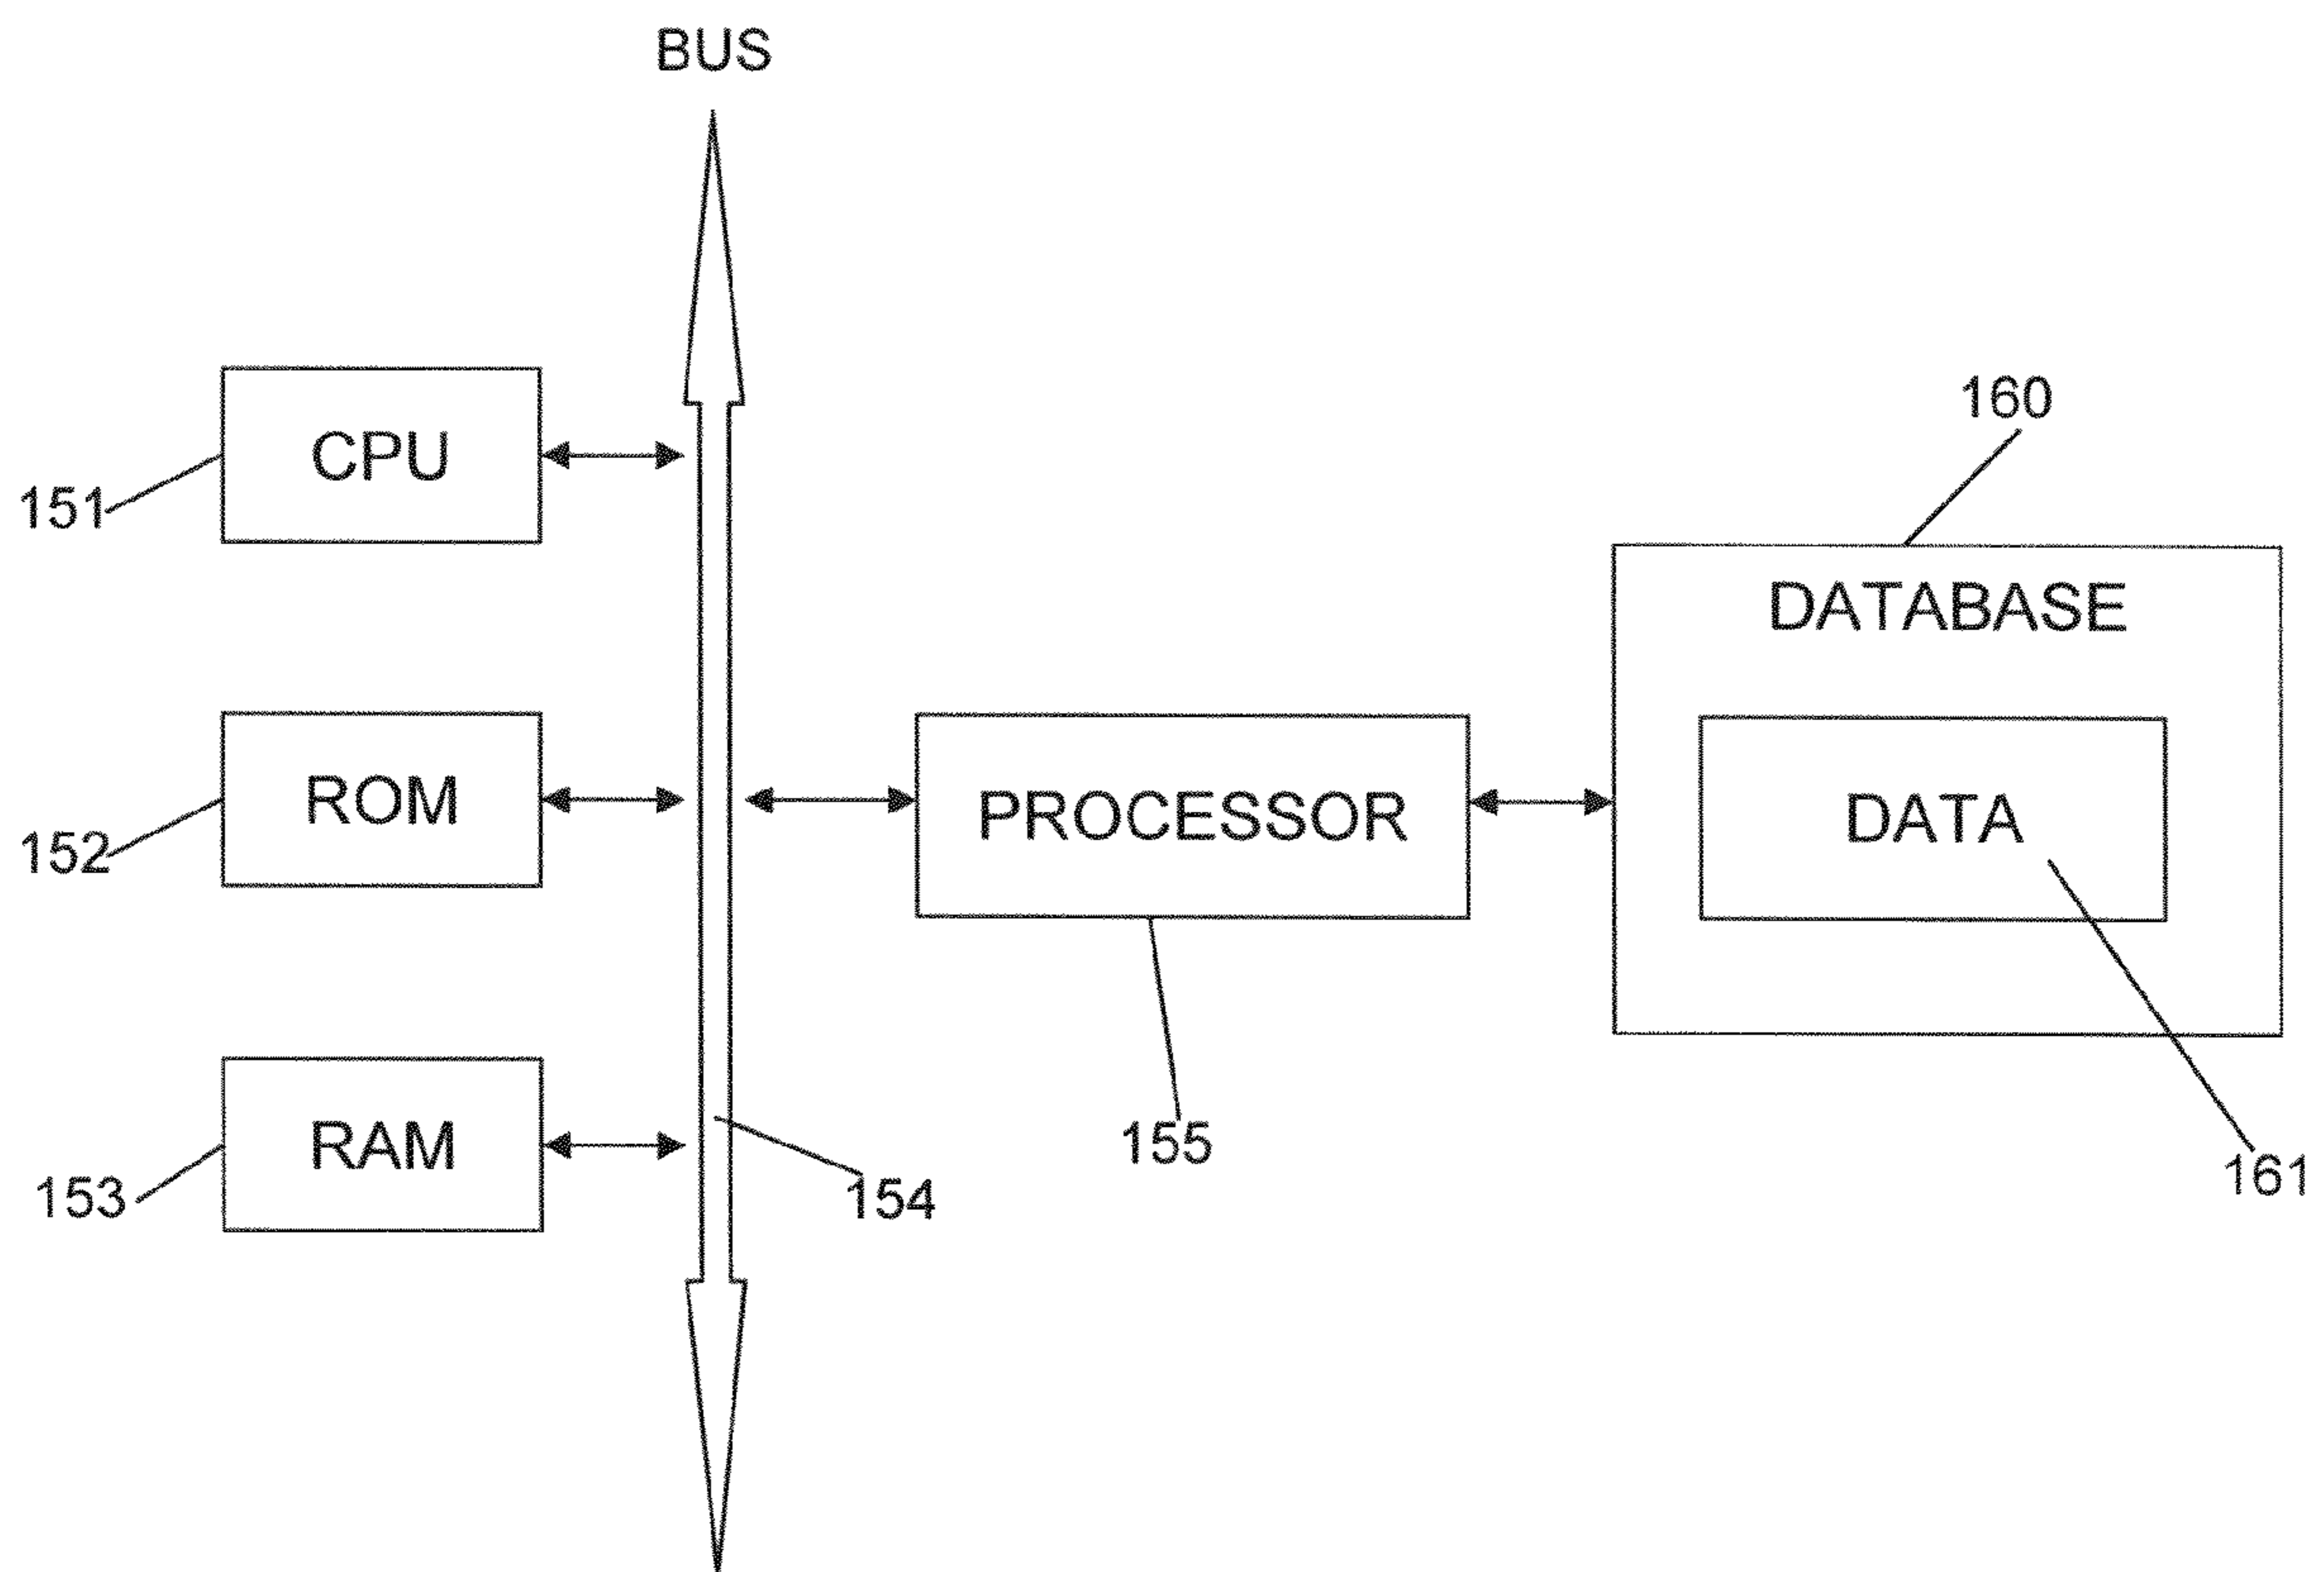 BUS
160
CPU
151
DATABASE
ROM
PROCESSOR
DATA
152
RAM
153
154
155
161